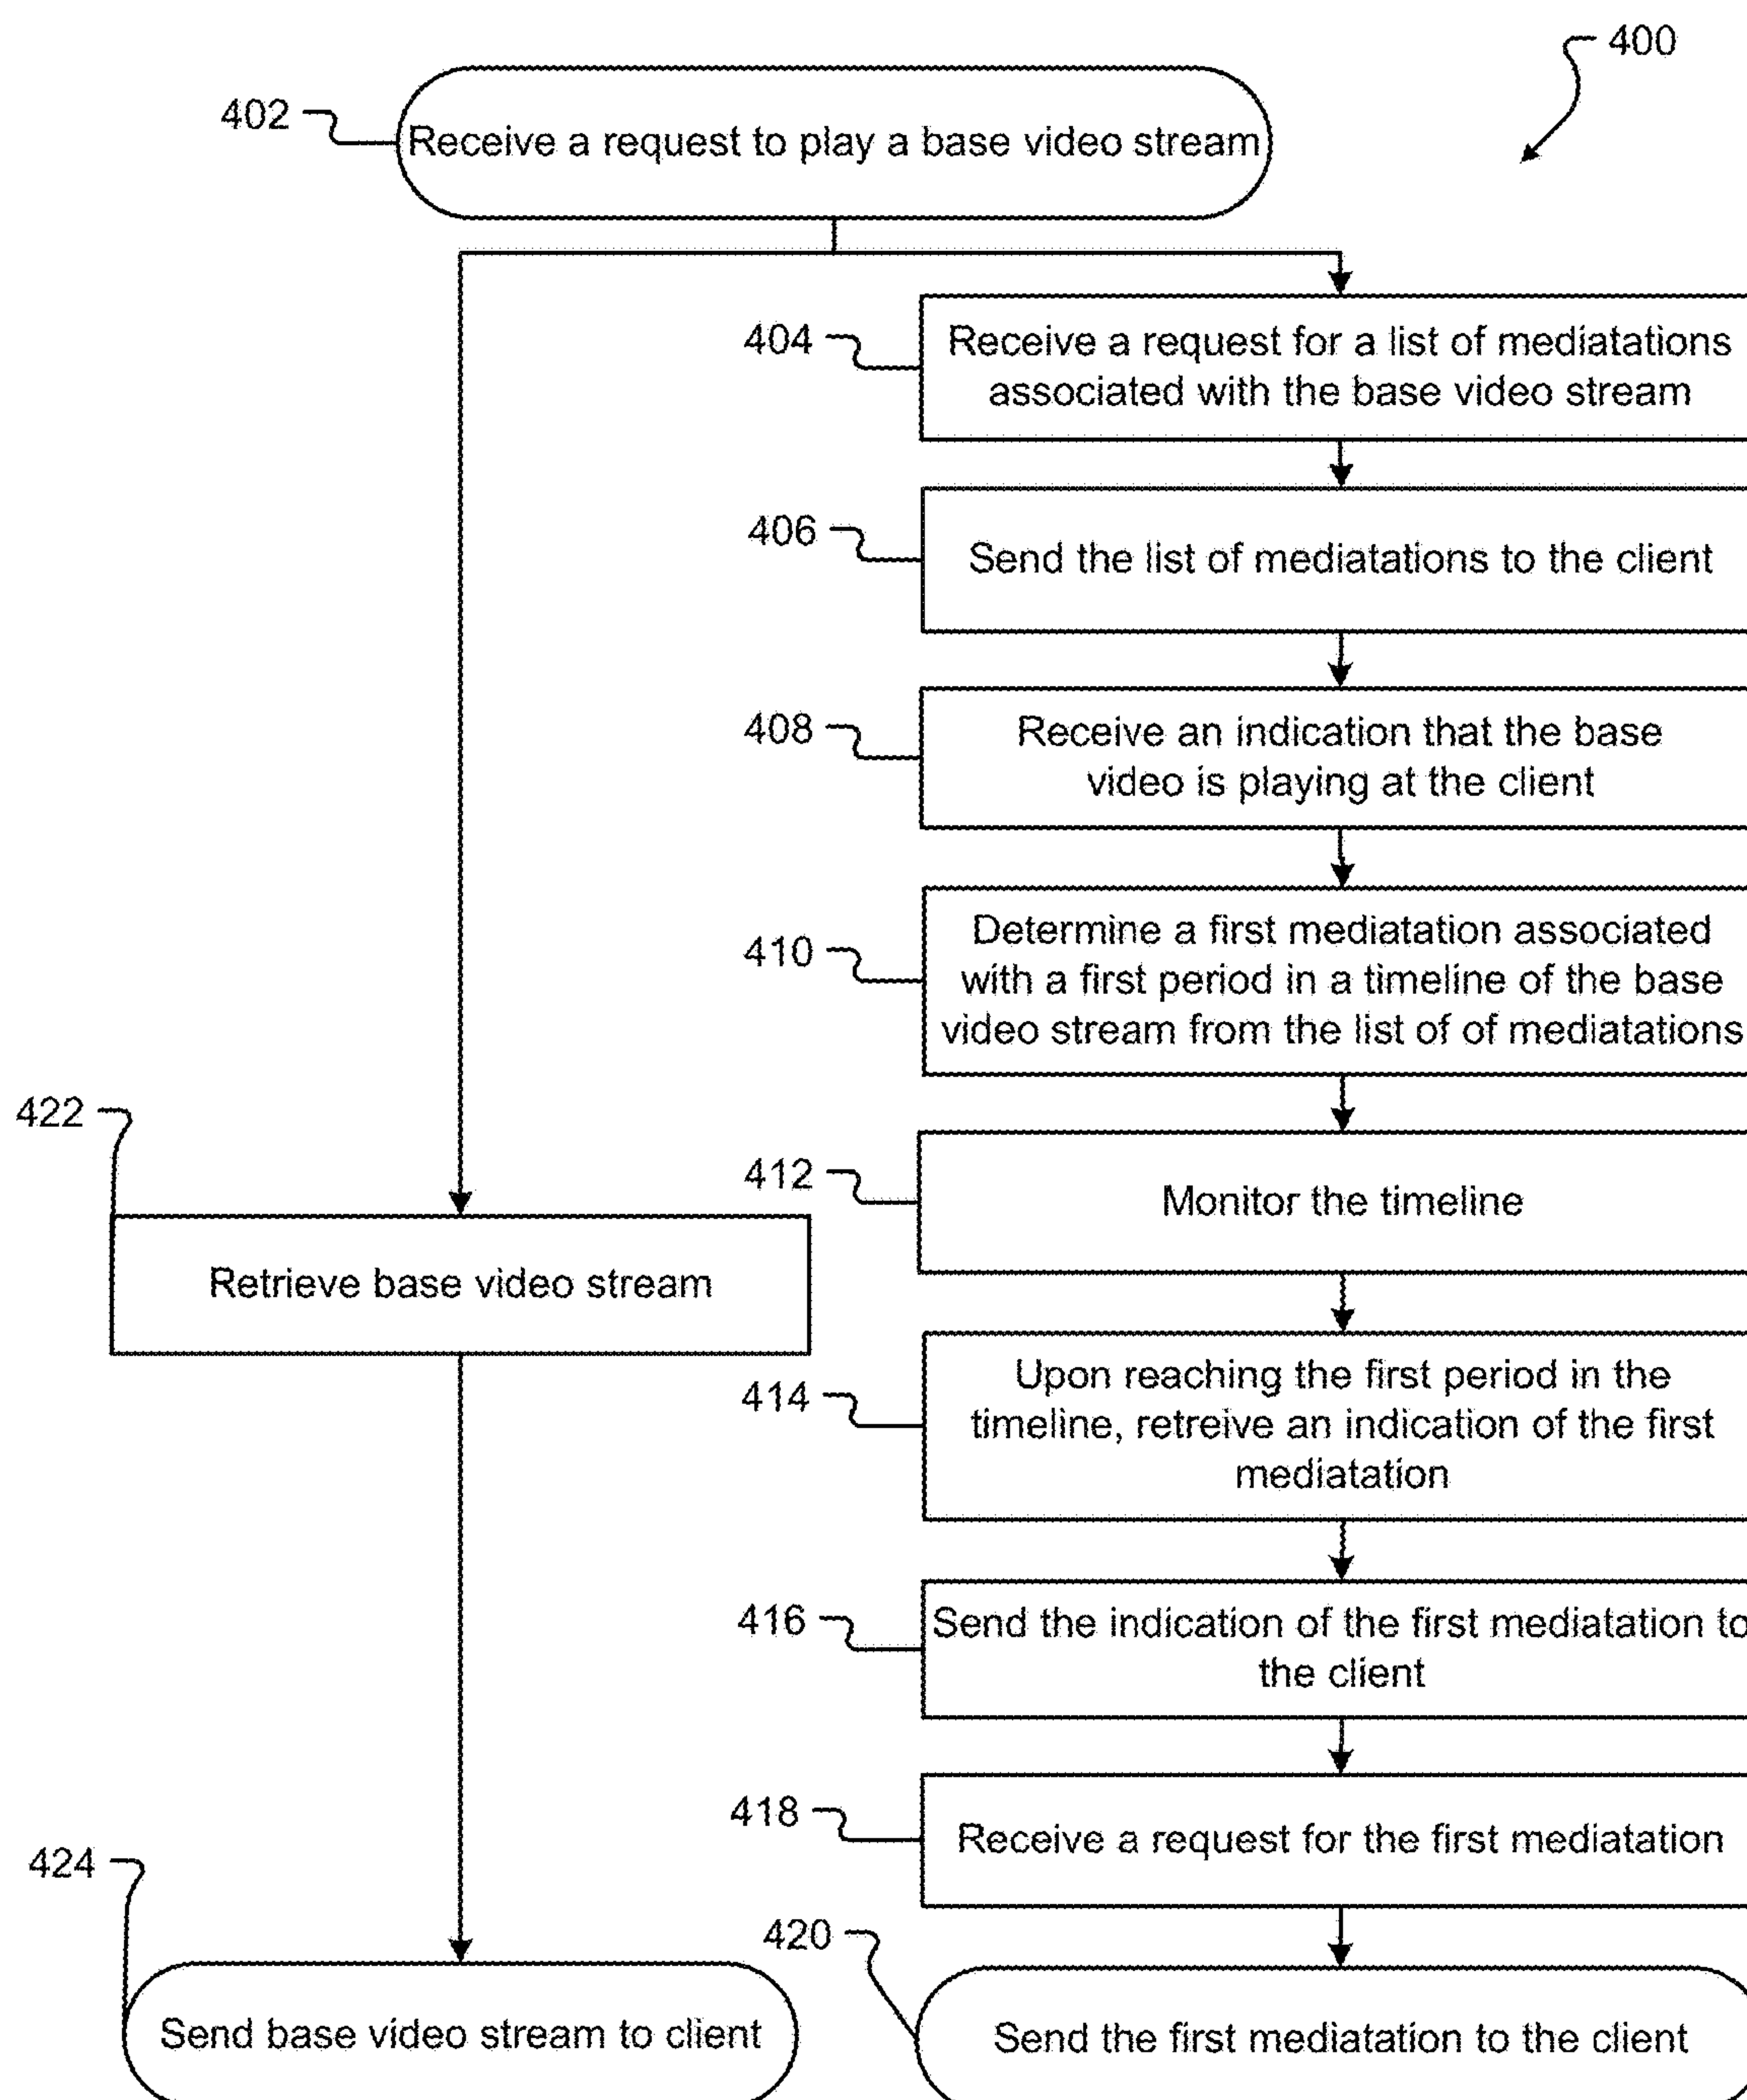 400
402
Receive a request to play a base video stream
404
Receive a request for a list of mediatations
associated with the base video stream
406
Send the list of mediatations to the client
408
Receive an indication that the base
video is playing at the client
410
Determine a first mediatation associated
with a first period in a timeline of the base
video stream from the list of of mediatations
422
412
Monitor the timeline
Retrieve base video stream
414
Upon reaching the first period in the
timeline, retreive an indication of the first
mediatation
416
Send the indication of the first mediatation to
the client
418
Receive a request for the first mediatation
424
420
Send base video stream to client
Send the first mediatation to the client